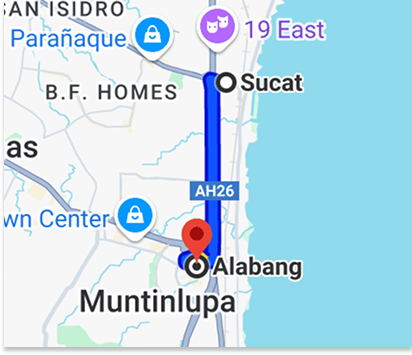 SAN ISIDRO
Parañaque
19 East
Sucat
B.F. HOMES
as
AH26
wn Center
Alabang
Muntinlupa